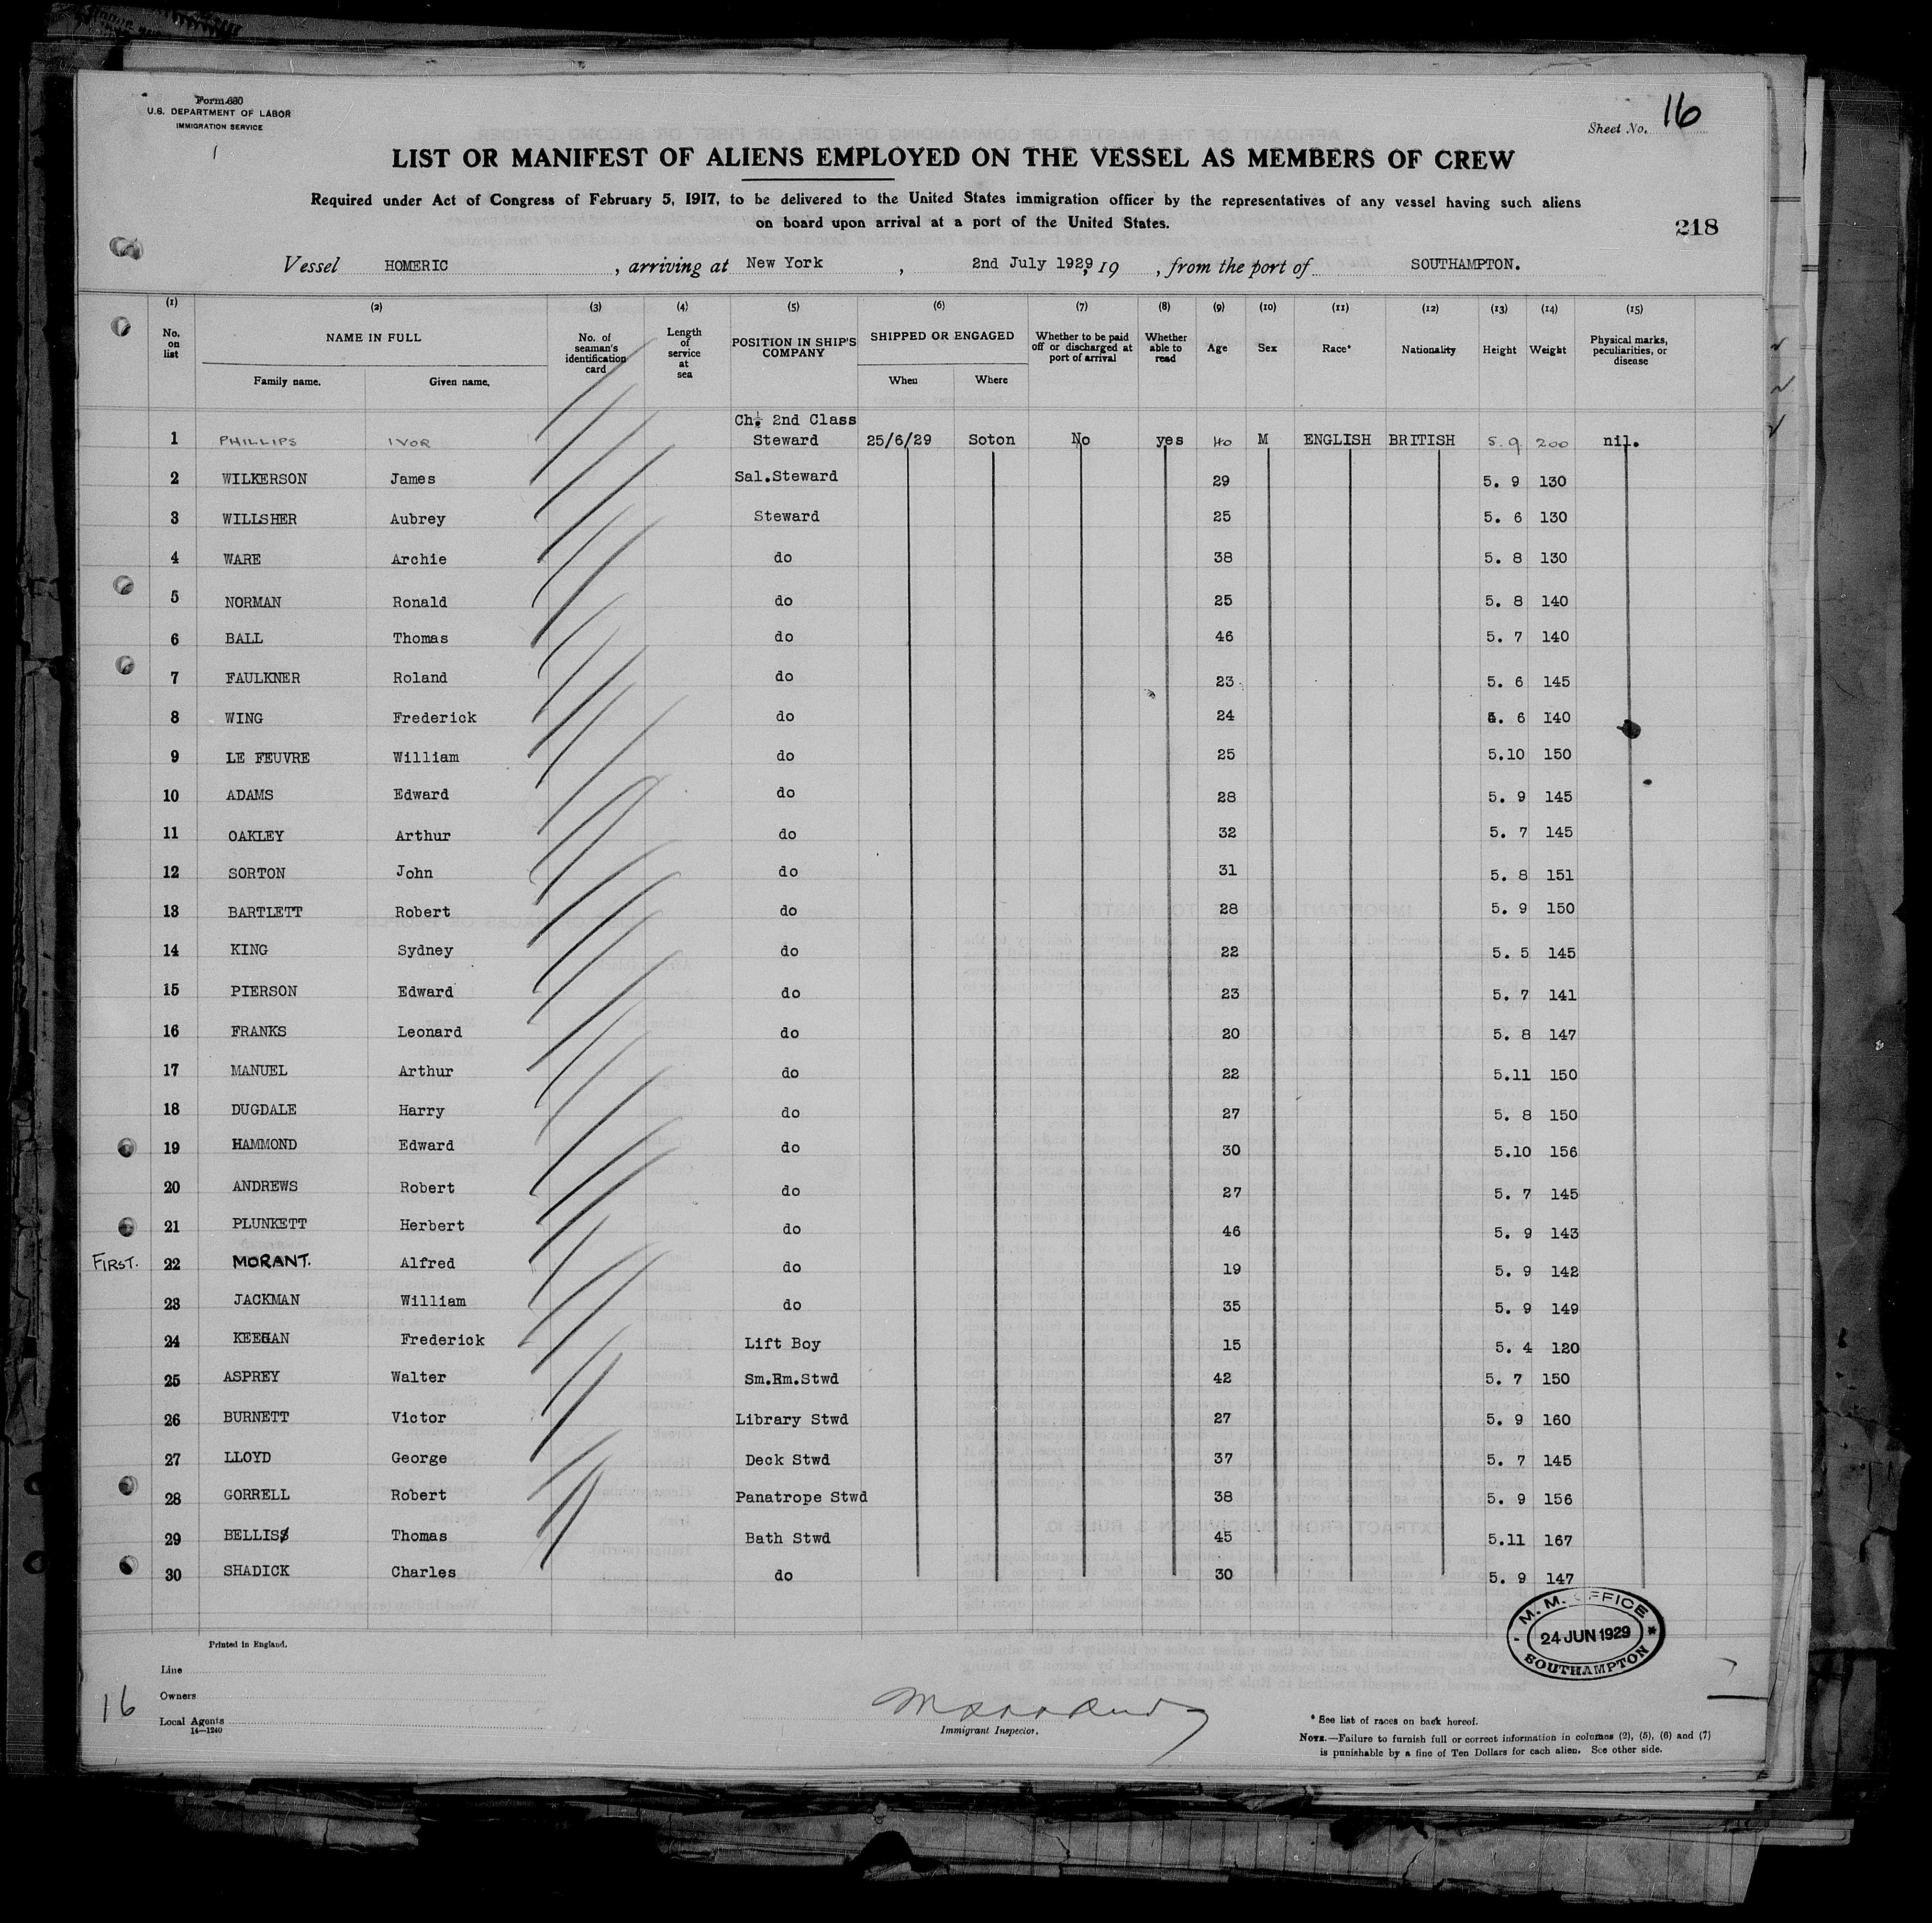 Form 680
U.S. DEPARTMENT OF LABOR
IMMIGRATION SERVICE
Sheet No. 16
LIST OR MANIFEST OF ALIENS EMPLOYED ON THE VESSEL AS MEMBERS OF CREW
Required under Act of Congress of February 5, 1917, to be delivered to the United States immigration officer by the representatives of any vessel having such aliens
on board upon arrival at a port of the United States.
218
Vessel HOMERIC, arriving at New York, 2nd July 1929, 19 , from the port of SOUTHAMPTON.
(1) (2) (3) (4) (5) (6) (7) (8) (9) (10) (11) (12) (13) (14) (15)
No. on list NAME IN FULL Family name. Given name. No. of seaman's identification card Length of service at sea POSITION IN SHIP'S COMPANY SHIPPED OR ENGAGED When Where Whether to be paid off or discharged at port of arrival Whether able to read Age Sex Race* Nationality Height Weight Physical marks, peculiarities, or disease
1 PHILLIPS IVOR Ch. 2nd Class Steward 25/6/29 Soton No yes 40 M ENGLISH BRITISH 5. 9 200 nil.
2 WILKERSON James Sal.Steward 29 5. 9 130
3 WILLSHER Aubrey Steward 25 5. 6 130
4 WARE Archie do 38 5. 8 130
5 NORMAN Ronald do 25 5. 8 140
6 BALL Thomas do 46 5. 7 140
7 FAULKNER Roland do 23 5. 6 145
8 WING Frederick do 24 5. 6 140
9 LE FEUVRE William do 25 5.10 150
10 ADAMS Edward do 28 5. 9 145
11 OAKLEY Arthur do 32 5. 7 145
12 SORTON John do 31 5. 8 151
13 BARTLETT Robert do 28 5. 9 150
14 KING Sydney do 22 5. 5 145
15 PIERSON Edward do 23 5. 7 141
16 FRANKS Leonard do 20 5. 8 147
17 MANUEL Arthur do 22 5.11 150
18 DUGDALE Harry do 27 5. 8 150
19 HAMMOND Edward do 30 5.10 156
20 ANDREWS Robert do 27 5. 7 145
21 PLUNKETT Herbert do 46 5. 9 143
FIRST. 22 MORANT. Alfred do 19 5. 9 142
23 JACKMAN William do 35 5. 9 149
24 KEEGAN Frederick Lift Boy 15 5. 4 120
25 ASPREY Walter Sm.Rm.Stwd 42 5. 7 150
26 BURNETT Victor Library Stwd 27 5. 9 160
27 LLOYD George Deck Stwd 37 5. 7 145
28 GORRELL Robert Panatrope Stwd 38 5. 9 156
29 BELLIS Thomas Bath Stwd 45 5.11 167
30 SHADICK Charles do 30 5. 9 147
M. M. OFFICE
24 JUN 1929
SOUTHAMPTON
Printed in England.
Line
Owners
Local Agents
14—1240
16
Immigrant Inspector.
* See list of races on back hereof.
NOTE.—Failure to furnish full or correct information in columns (2), (5), (6) and (7)
is punishable by a fine of Ten Dollars for each alien. See other side.